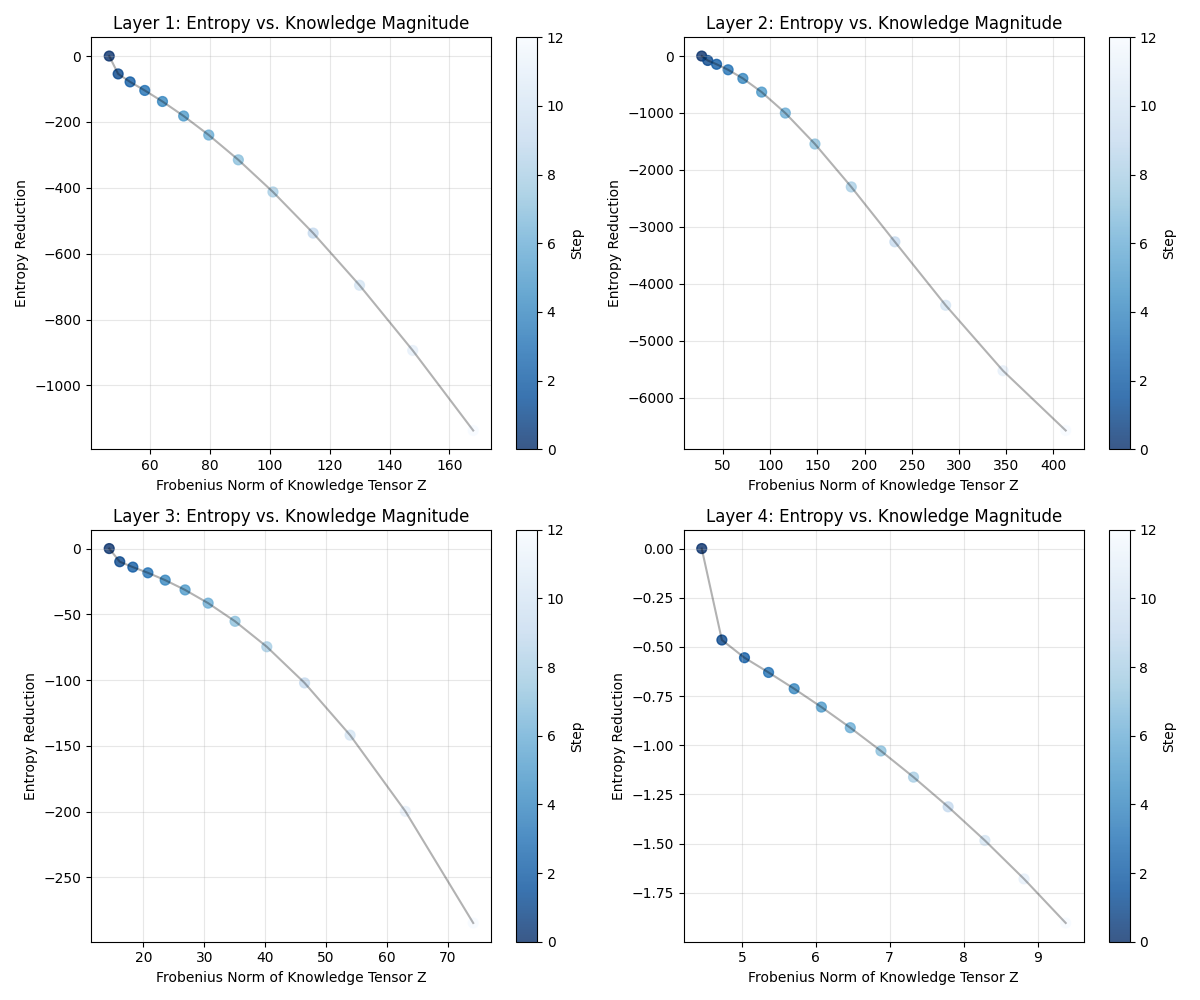 Layer 1: Entropy vs. Knowledge Magnitude
Entropy Reduction
0
−200
−400
−600
−800
−1000
60 80 100 120 140 160
Frobenius Norm of Knowledge Tensor Z
12
10
8
6
4
2
0
Step
Layer 2: Entropy vs. Knowledge Magnitude
Entropy Reduction
0
−1000
−2000
−3000
−4000
−5000
−6000
50 100 150 200 250 300 350 400
Frobenius Norm of Knowledge Tensor Z
12
10
8
6
4
2
0
Step
Layer 3: Entropy vs. Knowledge Magnitude
Entropy Reduction
0
−50
−100
−150
−200
−250
20 30 40 50 60 70
Frobenius Norm of Knowledge Tensor Z
12
10
8
6
4
2
0
Step
Layer 4: Entropy vs. Knowledge Magnitude
Entropy Reduction
0.00
−0.25
−0.50
−0.75
−1.00
−1.25
−1.50
−1.75
5 6 7 8 9
Frobenius Norm of Knowledge Tensor Z
12
10
8
6
4
2
0
Step